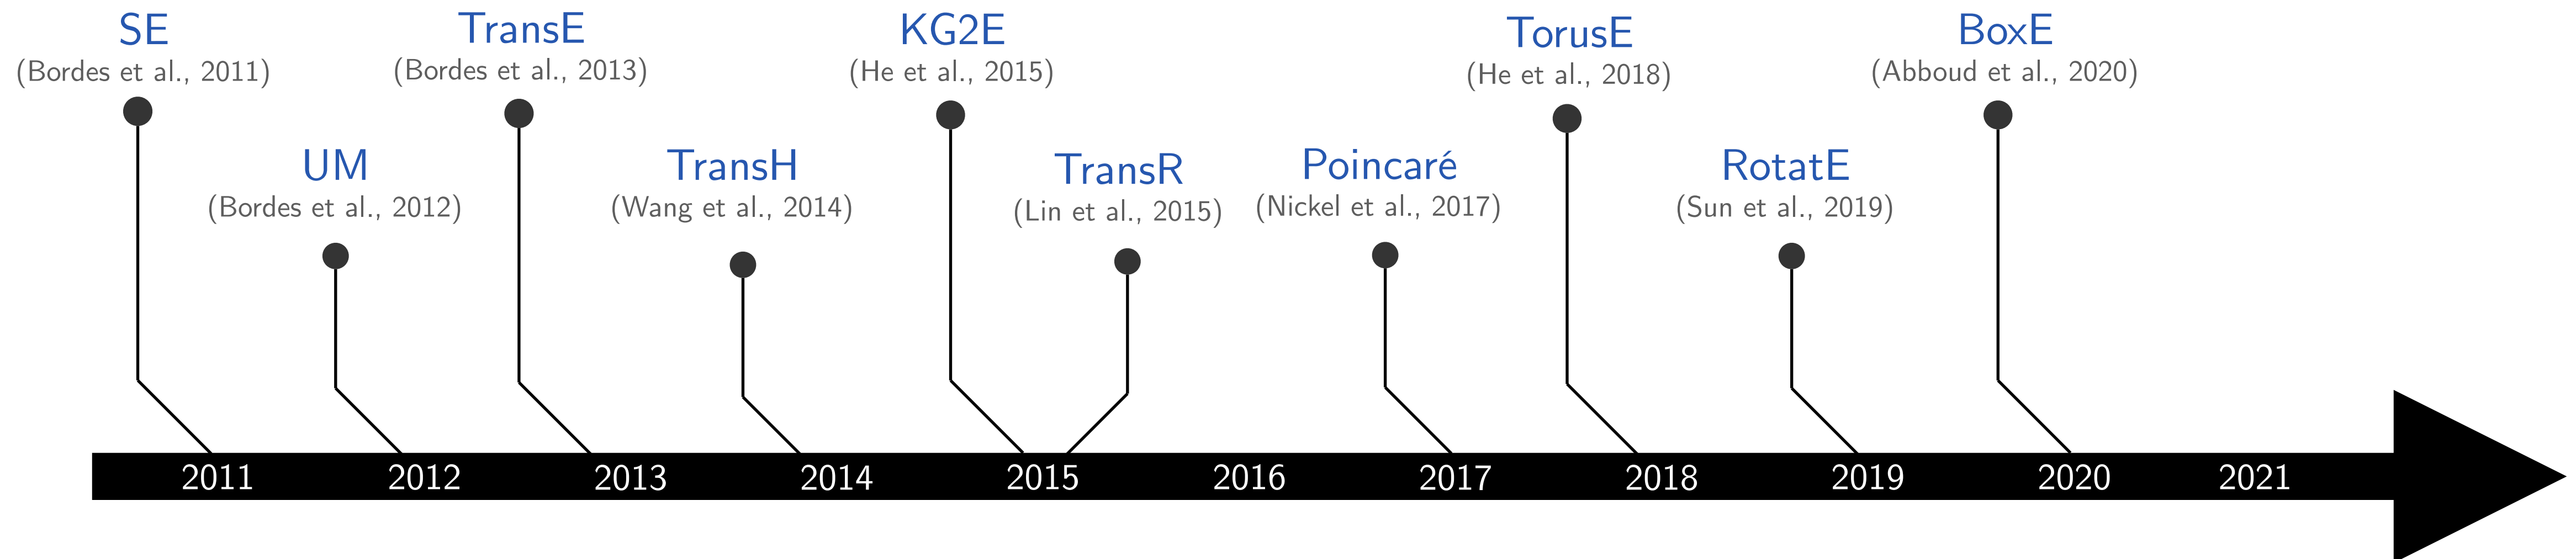 SE
(Bordes et al., 2011)
UM
(Bordes et al., 2012)
TransE
(Bordes et al., 2013)
TransH
(Wang et al., 2014)
KG2E
(He et al., 2015)
TransR
(Lin et al., 2015)
Poincaré
(Nickel et al., 2017)
TorusE
(He et al., 2018)
RotatE
(Sun et al., 2019)
BoxE
(Abboud et al., 2020)
2011 2012 2013 2014 2015 2016 2017 2018 2019 2020 2021